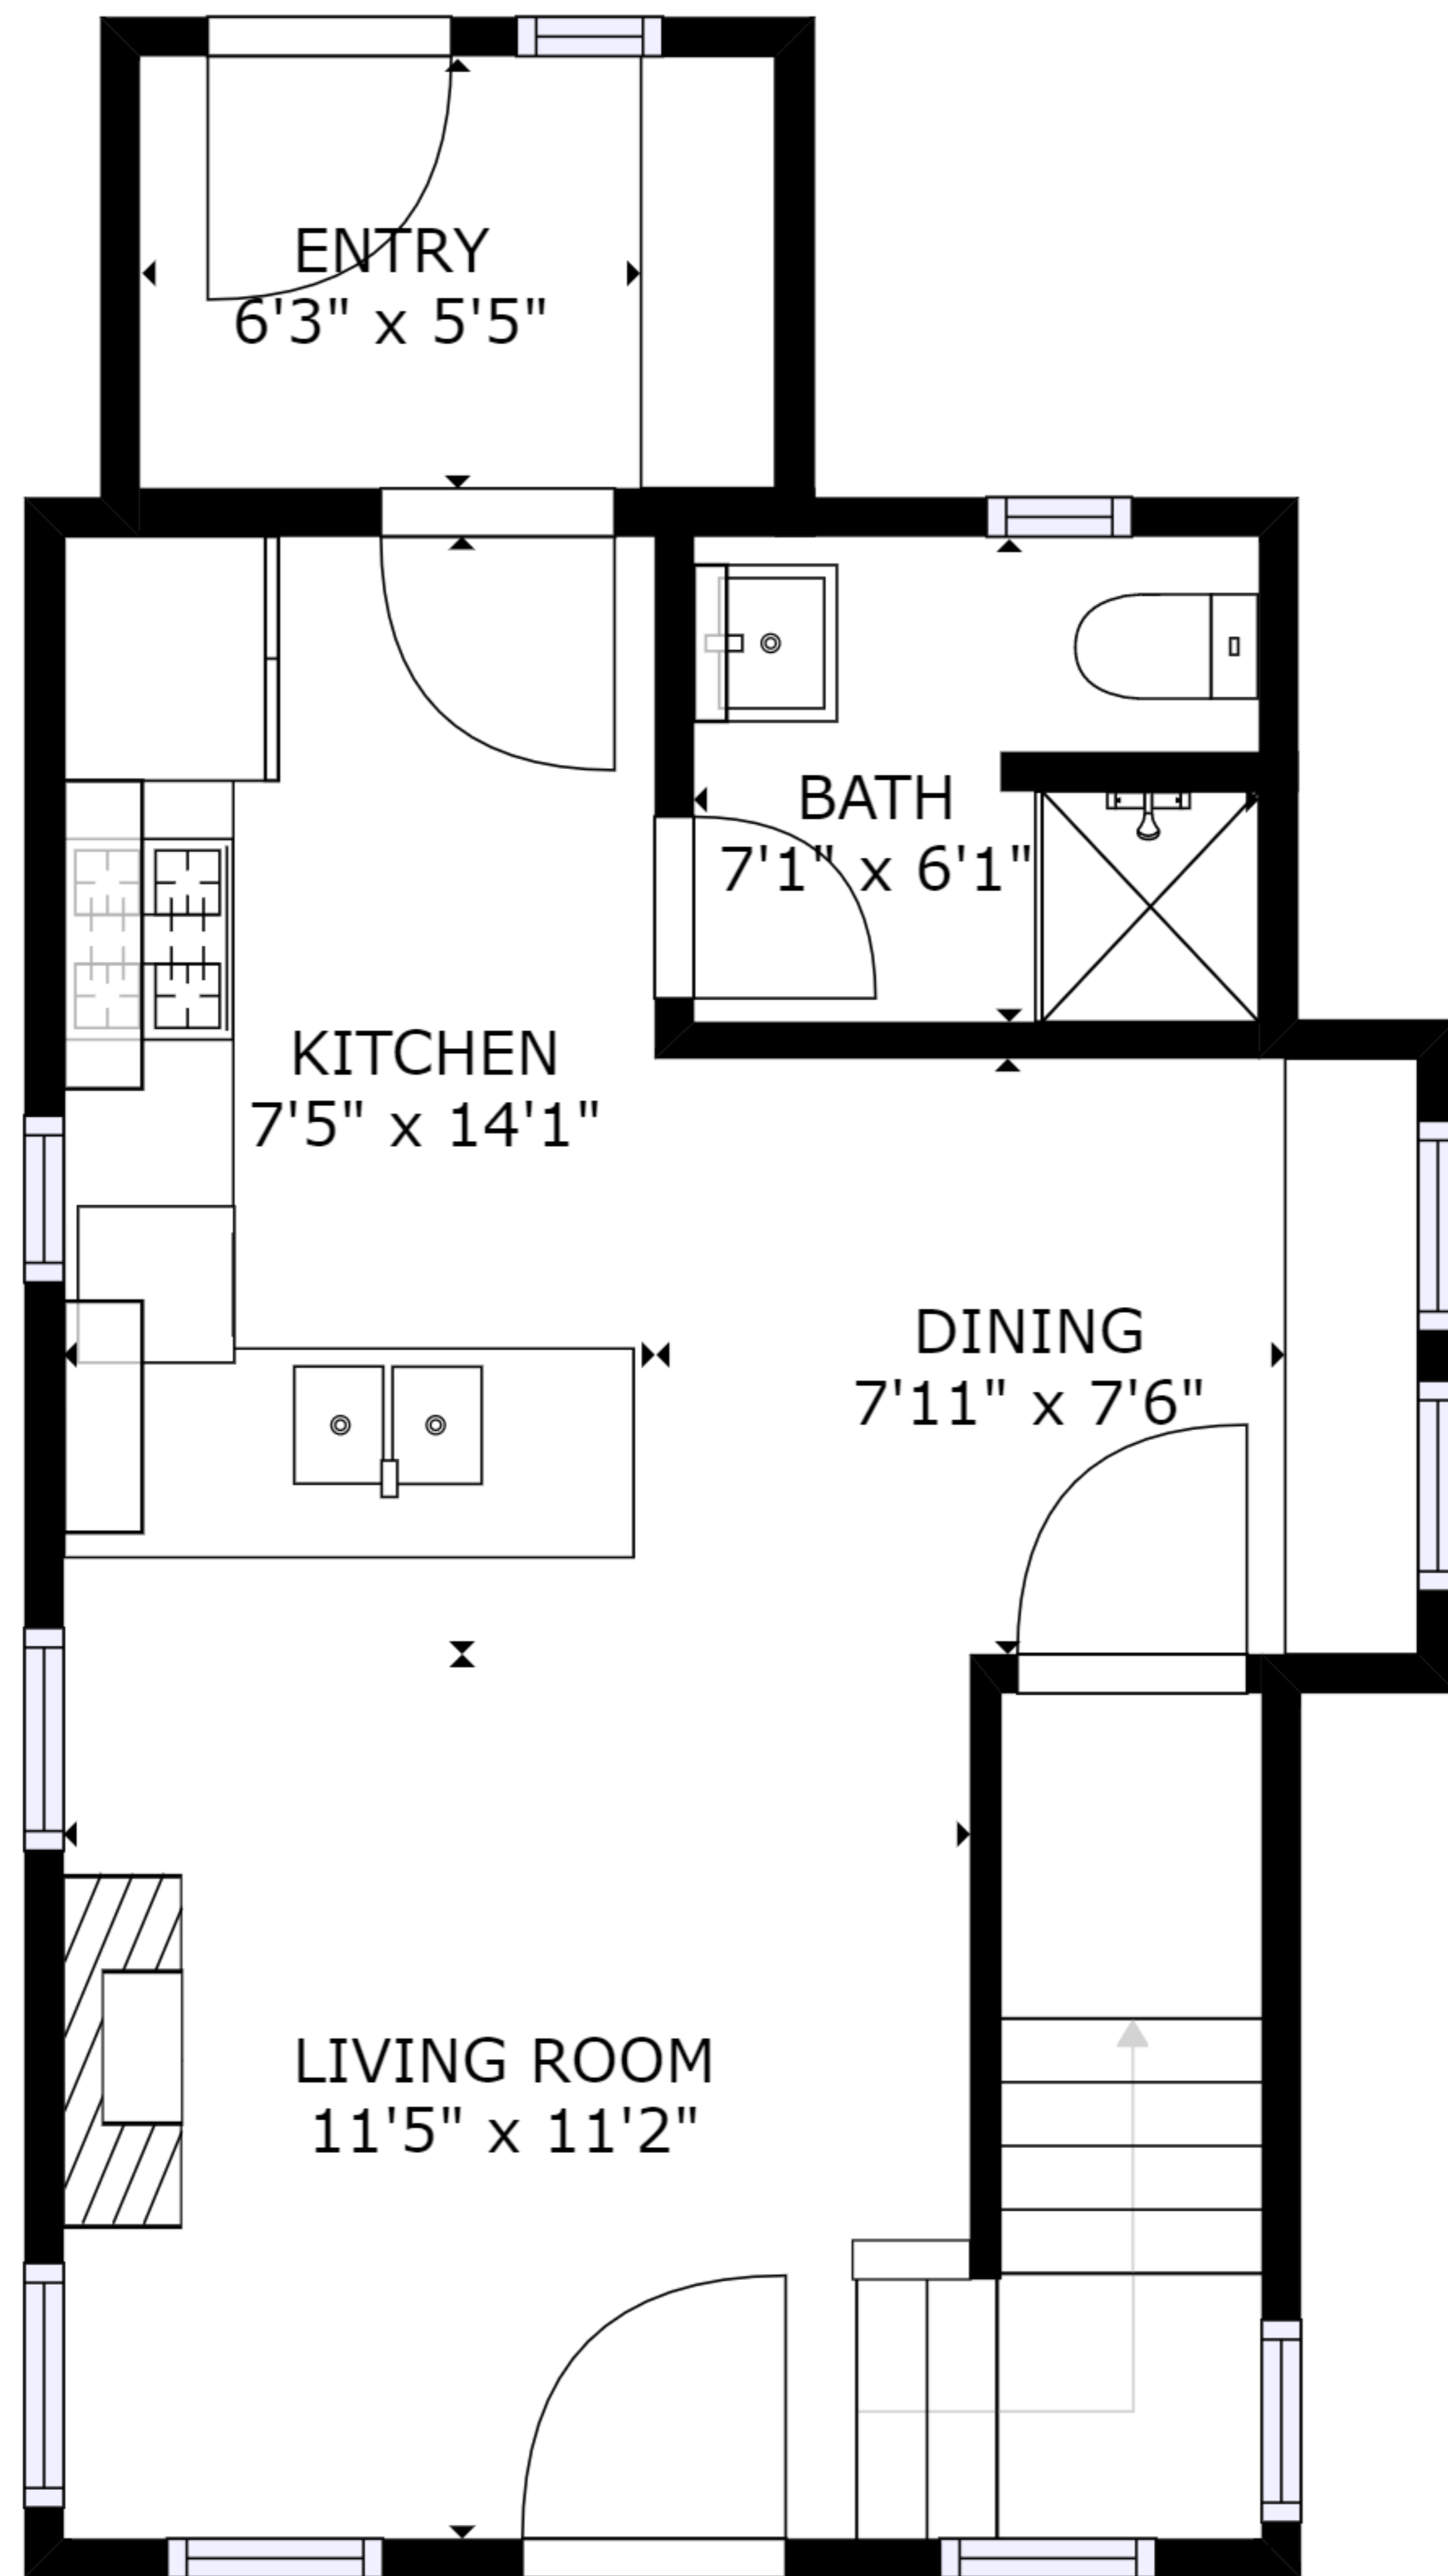 ENTRY
6'3" x 5'5"
BATH
7'1" x 6'1"
KITCHEN
7'5" x 14'1"
DINING
7'11" x 7'6"
LIVING ROOM
11'5" x 11'2"